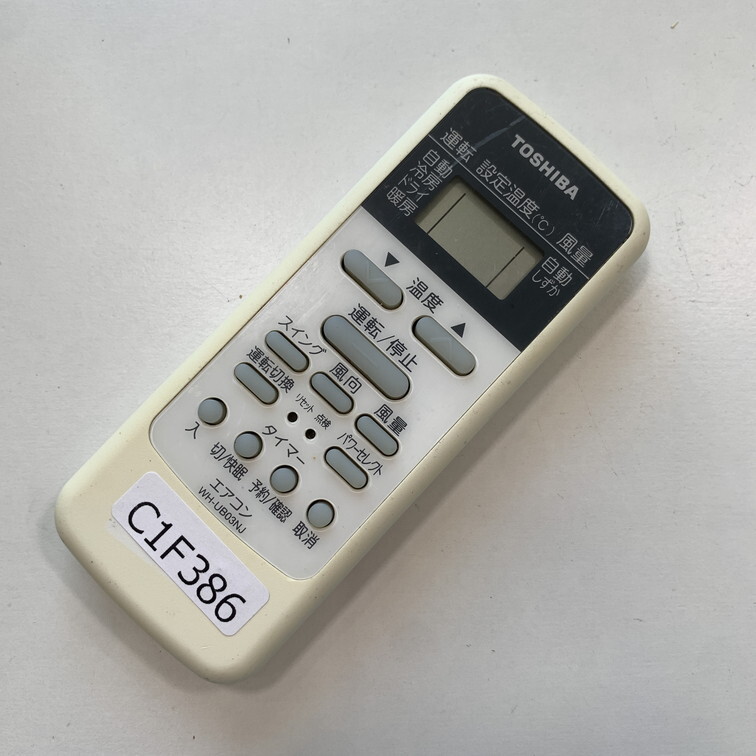 TOSHIBA
運転 設定温度(℃) 風量
自動
冷房
ドライ
暖房
自動
しずか
▼ 温度 ▲
運転/停止
スイング 風向 風量
運転切換 リセット 点検 パワーセレクト
タイマー
入 切/快眠 予約/確認 取消
エアコン
WH-UB03NJ
C1F386